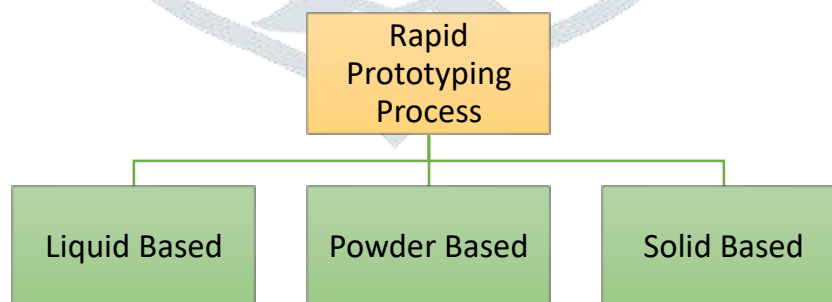 Rapid
Prototyping
Process
Liquid Based
Powder Based
Solid Based